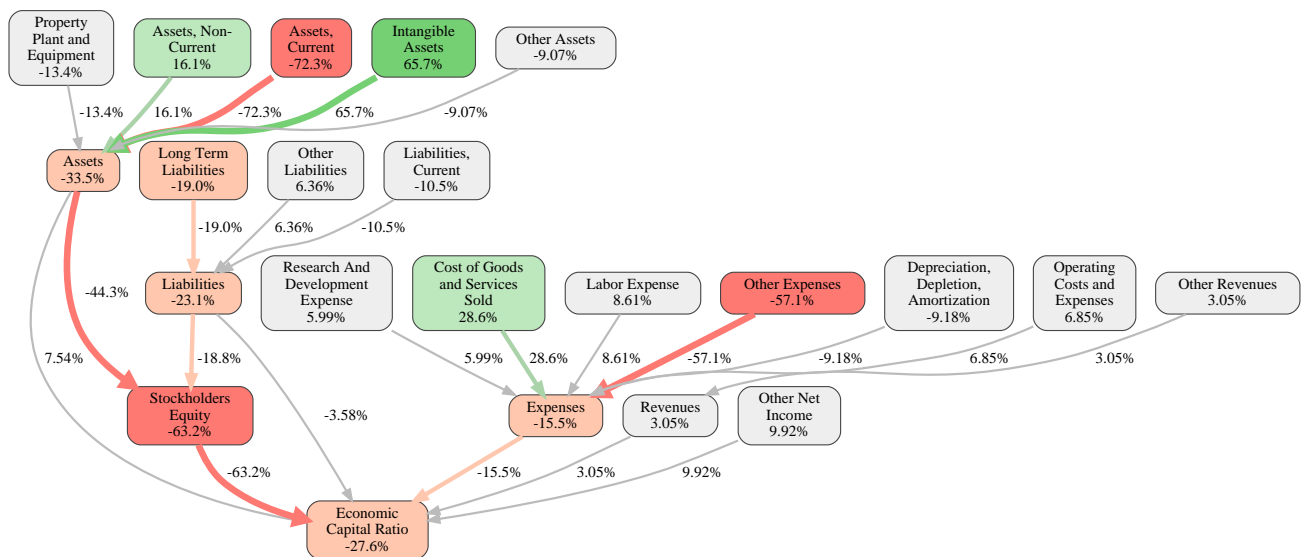 Property
Plant and
Equipment
-13.4%
Assets, Non-
Current
16.1%
Assets,
Current
-72.3%
Intangible
Assets
65.7%
Other Assets
-9.07%
-13.4%
16.1%
-72.3%
65.7%
-9.07%
Assets
-33.5%
Long Term
Liabilities
-19.0%
Other
Liabilities
6.36%
Liabilities,
Current
-10.5%
-19.0%
6.36%
-10.5%
Liabilities
-23.1%
Research And
Development
Expense
5.99%
Cost of Goods
and Services
Sold
28.6%
Labor Expense
8.61%
Other Expenses
-57.1%
Depreciation,
Depletion,
Amortization
-9.18%
Operating
Costs and
Expenses
6.85%
Other Revenues
3.05%
-44.3%
7.54%
-18.8%
5.99%
28.6%
8.61%
-57.1%
-9.18%
6.85%
3.05%
Stockholders
Equity
-63.2%
-3.58%
Expenses
-15.5%
Revenues
3.05%
Other Net
Income
9.92%
-63.2%
-15.5%
3.05%
9.92%
Economic
Capital Ratio
-27.6%